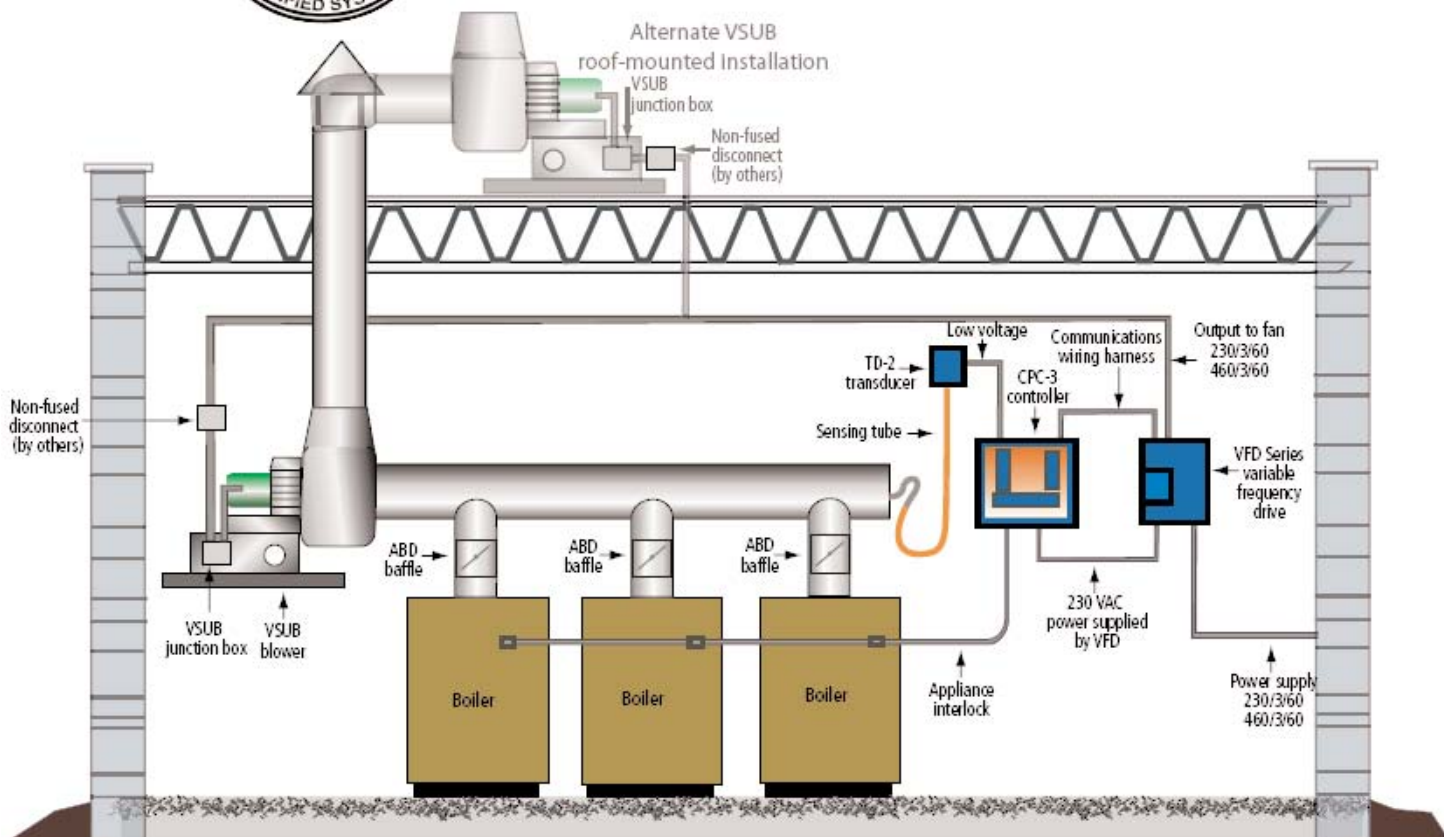 Alternate VSUB
roof-mounted installation
VSUB
junction box
Non-fused
disconnect
(by others)
Low voltage
Communications
wiring harness
Output to fan
230/3/60
460/3/60
TD-2
transducer
CPC-3
controller
Non-fused
disconnect
(by others)
Sensing tube
VFD Series
variable
frequency
drive
ABD
baffle
ABD
baffle
ABD
baffle
VSUB
junction box
VSUB
blower
230 VAC
power supplied
by VFD
Boiler
Boiler
Boiler
Appliance
interlock
Power supply
230/3/60
460/3/60